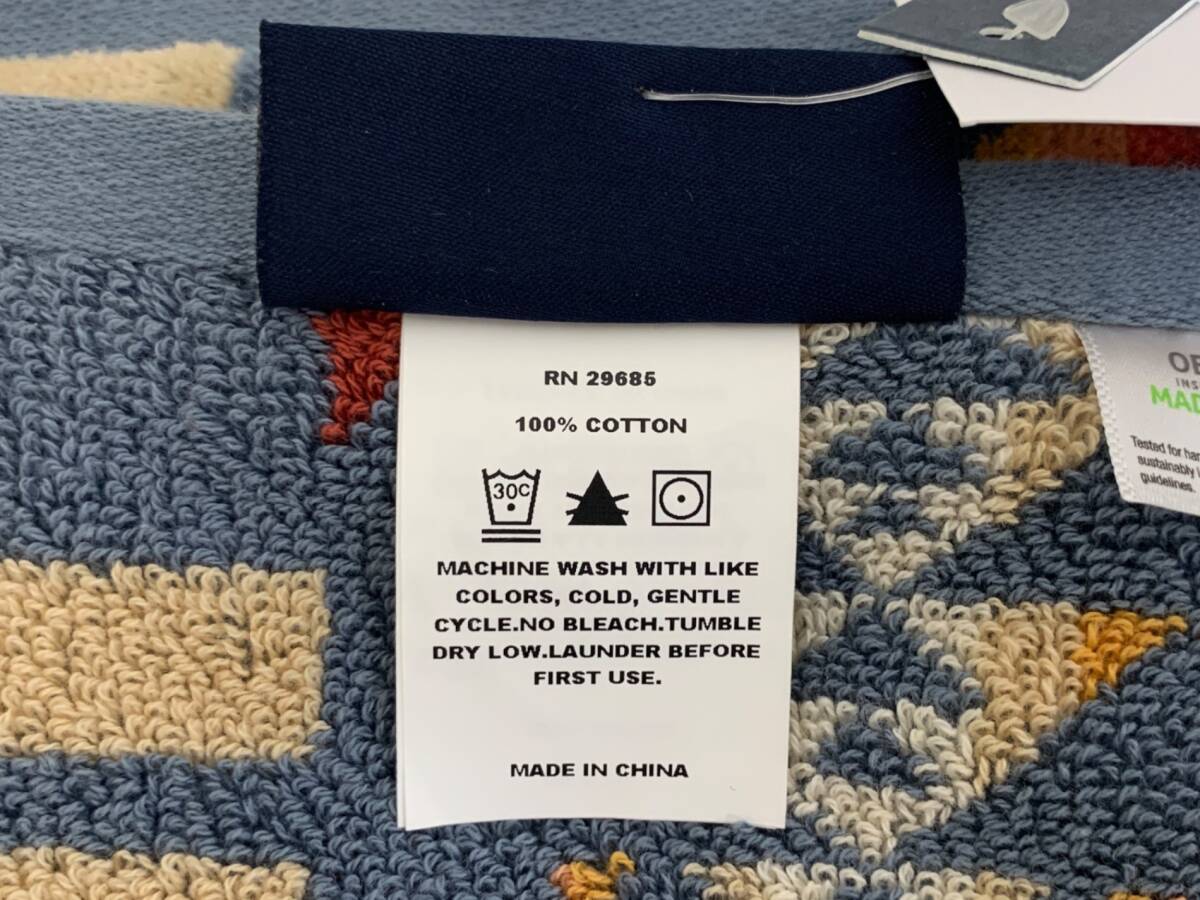 RN 29685
100% COTTON
30C
MACHINE WASH WITH LIKE
COLORS, COLD, GENTLE
CYCLE.NO BLEACH.TUMBLE
DRY LOW.LAUNDER BEFORE
FIRST USE.
MADE IN CHINA
Tested for
sustainably
guidelines.